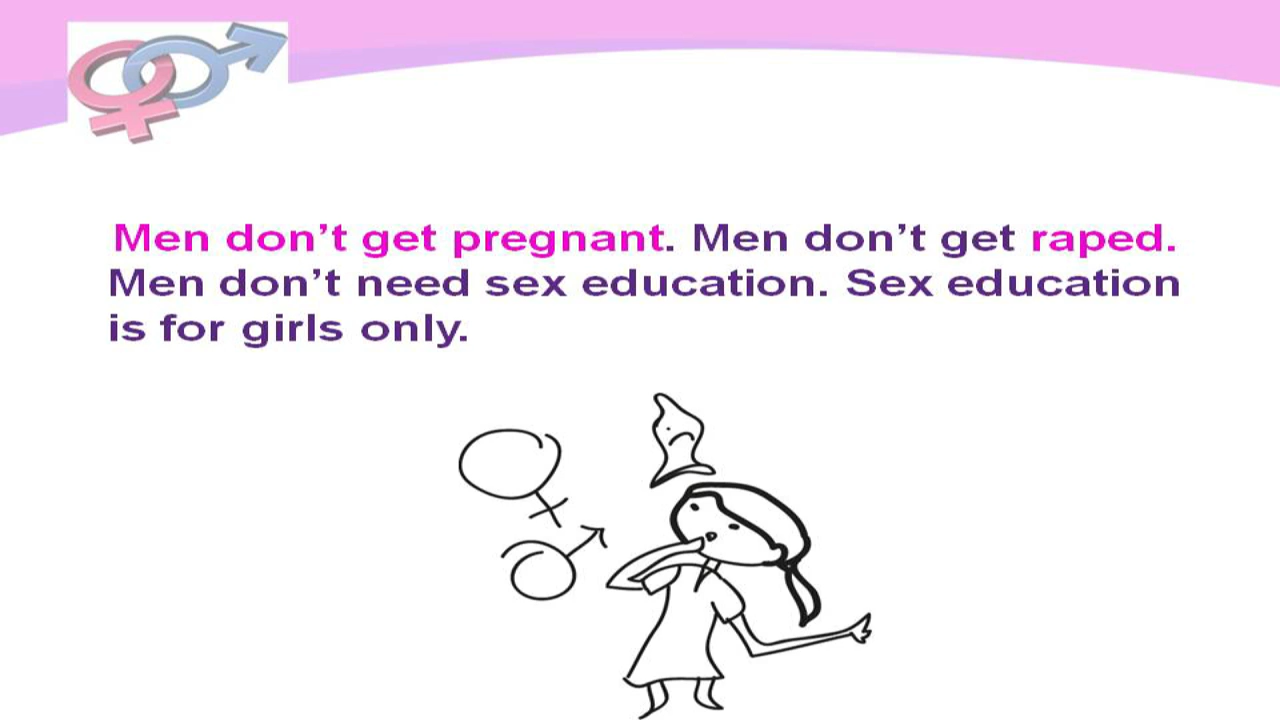 Men don’t get pregnant. Men don’t get raped.
Men don’t need sex education. Sex education
is for girls only.